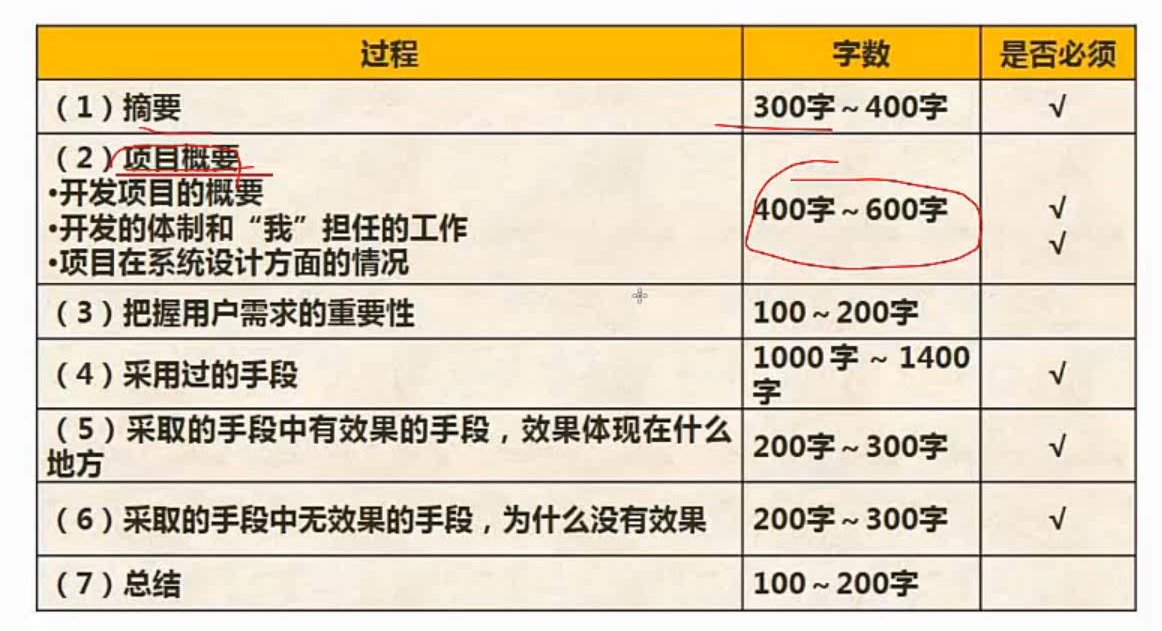 过程 字数 是否必须
（1）摘要 300字～400字 √
（2）项目概要
•开发项目的概要
•开发的体制和“我”担任的工作
•项目在系统设计方面的情况
400字～600字 √
√
（3）把握用户需求的重要性 100～200字
（4）采用过的手段 1000字～1400
字 √
（5）采取的手段中有效果的手段，效果体现在什么
地方 200字～300字 √
（6）采取的手段中无效果的手段，为什么没有效果 200字～300字 √
（7）总结 100～200字